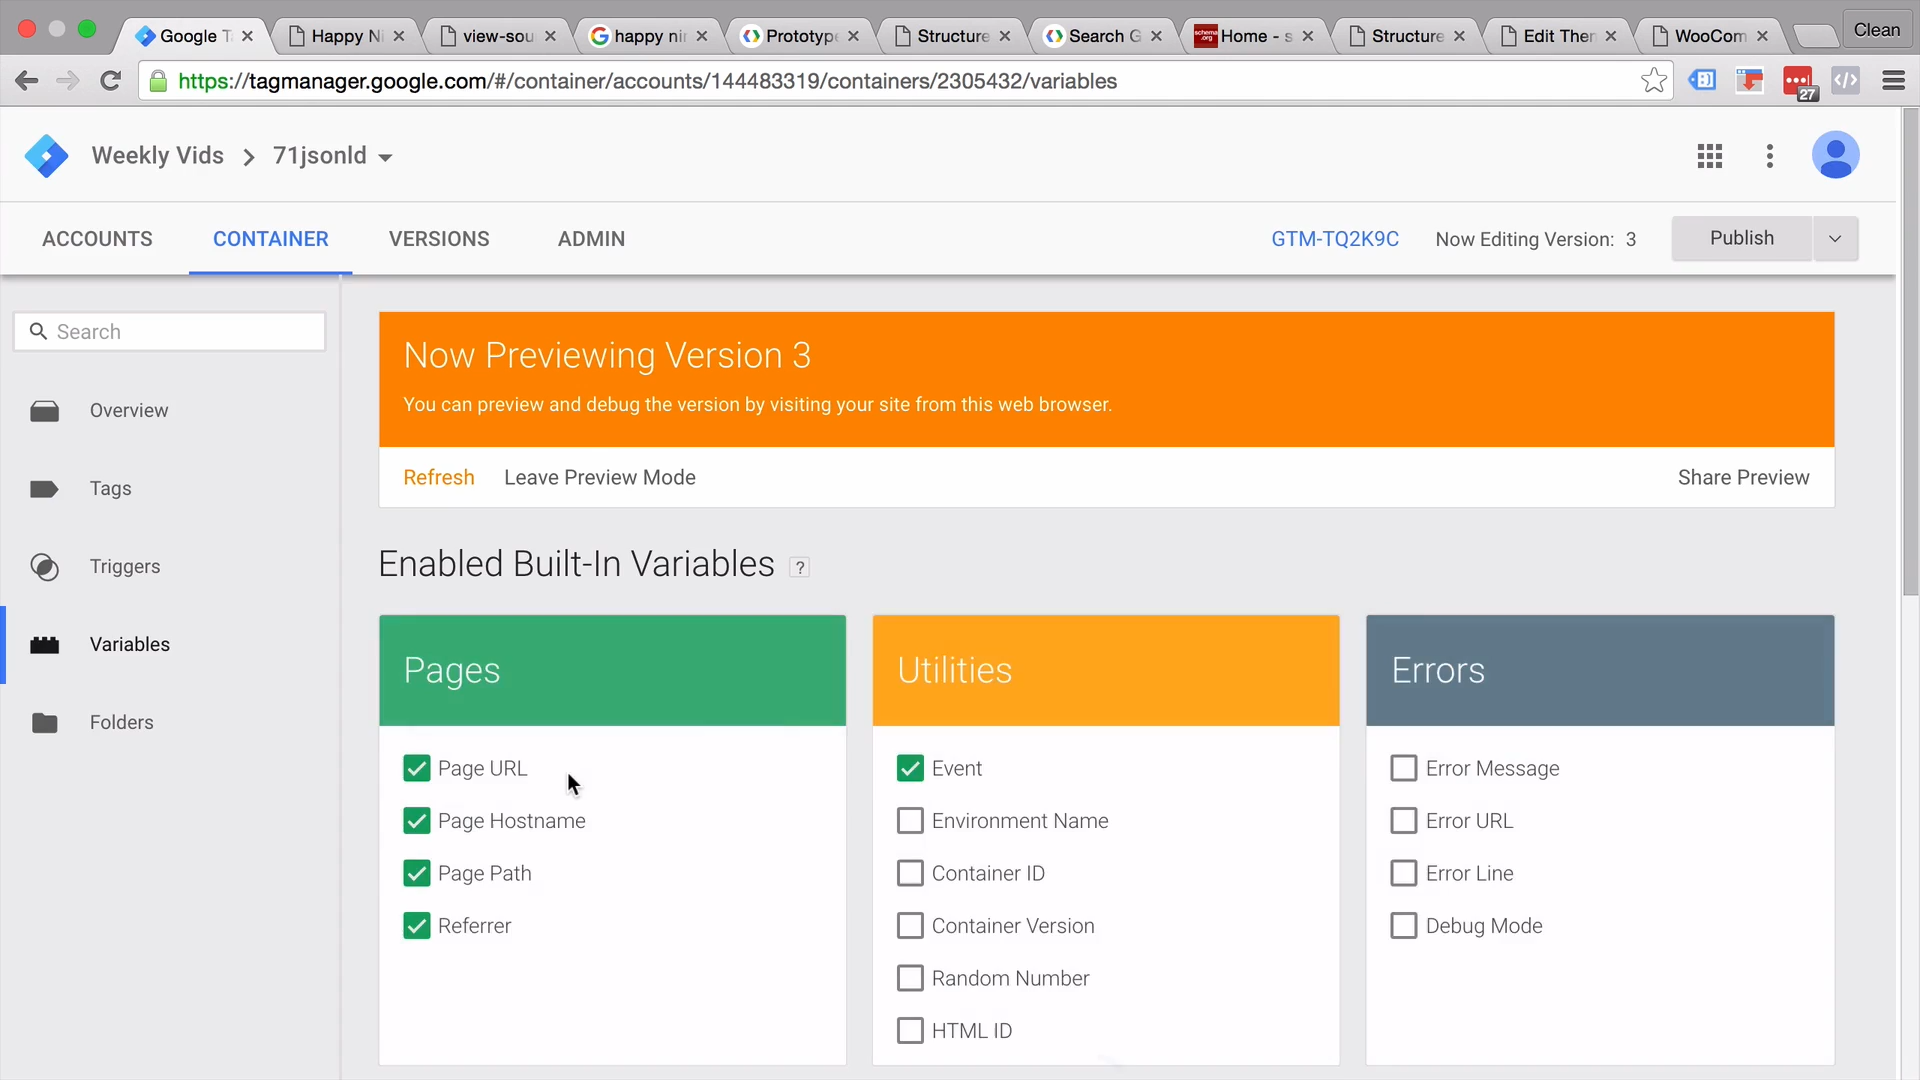 Google T
Happy Ni
view-sou
happy nin
Prototype
Structure
Search G
Home - s
Structure
Edit Then
WooCom
Clean
https://tagmanager.google.com/#/container/accounts/144483319/containers/2305432/variables
27
Weekly Vids > 71jsonld
ACCOUNTS CONTAINER VERSIONS ADMIN GTM-TQ2K9C Now Editing Version: 3 Publish
Search
Overview
Tags
Triggers
Variables
Folders
Now Previewing Version 3
You can preview and debug the version by visiting your site from this web browser.
Refresh Leave Preview Mode Share Preview
Enabled Built-In Variables ?
Pages
Page URL
Page Hostname
Page Path
Referrer
Utilities
Event
Environment Name
Container ID
Container Version
Random Number
HTML ID
Errors
Error Message
Error URL
Error Line
Debug Mode